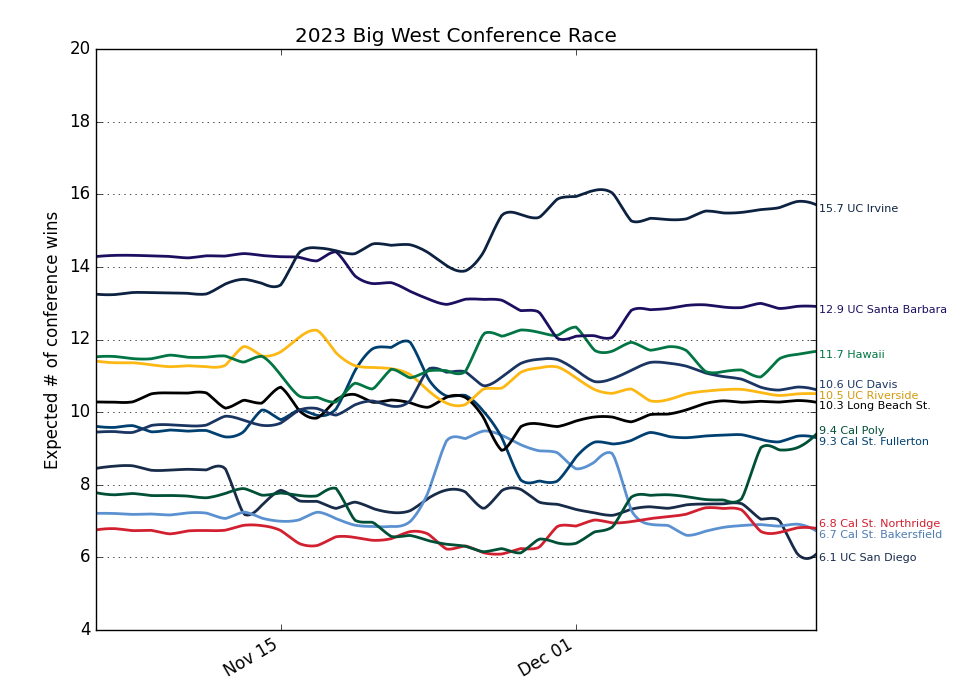 2023 Big West Conference Race
Expected # of conference wins
20
18
16
14
12
10
8
6
4
Nov 15
Dec 01
15.7 UC Irvine
12.9 UC Santa Barbara
11.7 Hawaii
10.6 UC Davis
10.5 UC Riverside
10.3 Long Beach St.
9.4 Cal Poly
9.3 Cal St. Fullerton
6.8 Cal St. Northridge
6.7 Cal St. Bakersfield
6.1 UC San Diego